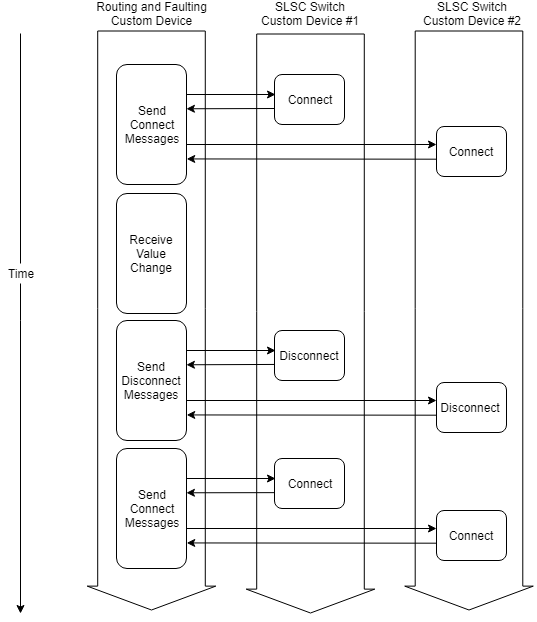 Routing and Faulting
Custom Device
SLSC Switch
Custom Device #1
SLSC Switch
Custom Device #2
Send
Connect
Messages
Connect
Connect
Receive
Value
Change
Time
Send
Disconnect
Messages
Disconnect
Disconnect
Send
Connect
Messages
Connect
Connect